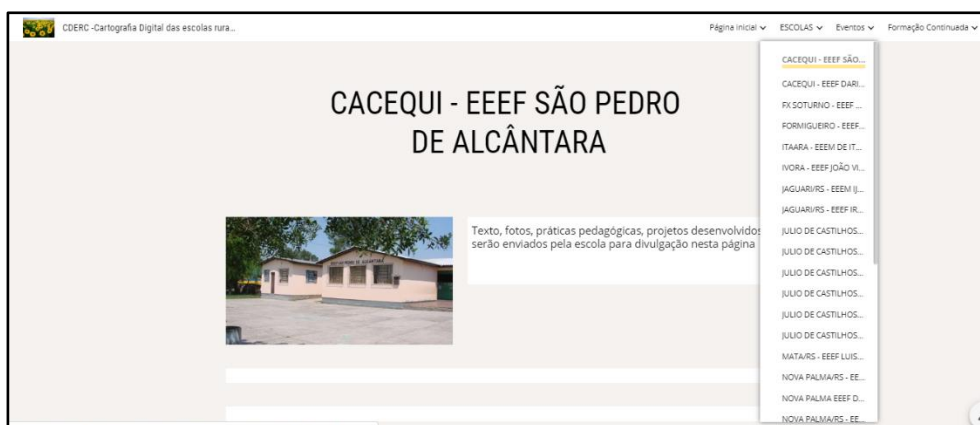 CDERC -Cartografia Digital das escolas rura...
Página inicial ESCOLAS Eventos Formação Continuada
CACEQUI - EEEF SÃO PEDRO
DE ALCÂNTARA
Texto, fotos, práticas pedagógicas, projetos desenvolvidos
serão enviados pela escola para divulgação nesta página
CACEQUI - EEEF SÃO...
CACEQUI - EEEF DARI...
FX SOTURNO - EEEF ...
FORMIGUEIRO - EEEF...
ITAARA - EEEM DE IT...
IVORA - EEEF JOÃO VI...
JAGUARI/RS - EEEM IJ...
JAGUARI/RS - EEEF IR...
JULIO DE CASTILHOS...
JULIO DE CASTILHOS...
JULIO DE CASTILHOS...
JULIO DE CASTILHOS...
JULIO DE CASTILHOS...
JULIO DE CASTILHOS...
MATA/RS - EEEF LUIS...
NOVA PALMA/RS - EE...
NOVA PALMA EEEF D...
NOVA PALMA/RS - EE...